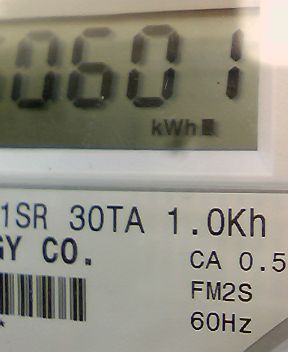 0601
kWh
1SR 30TA 1.0Kh
GY CO.
CA 0.5
FM2S
60Hz